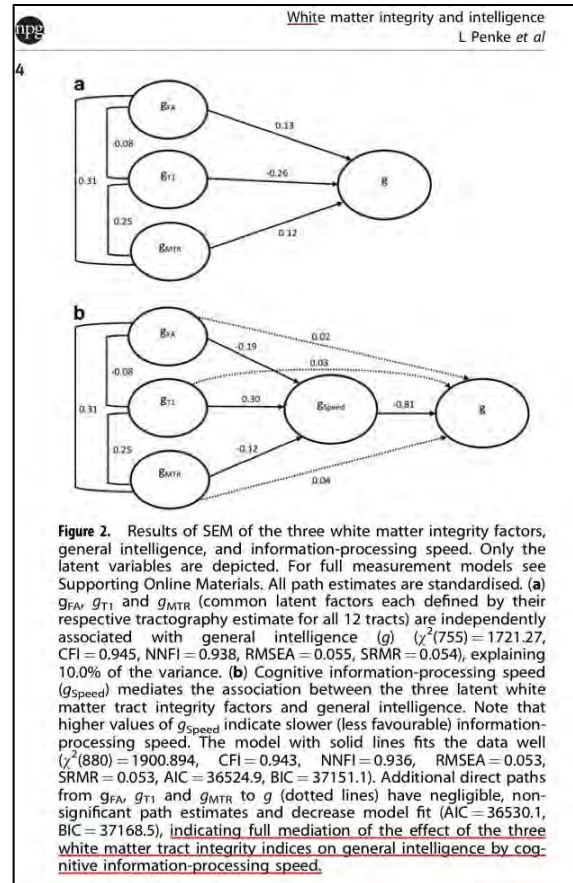 npg
White matter integrity and intelligence
L Penke et al
4
a
gFA
0.13
-0.08
0.31
gT1
-0.26
g
0.25
gMTR
0.12
b
gFA
0.02
-0.19
0.03
-0.08
0.31
gT1
0.30
gSpeed
-0.81
g
0.25
-0.12
gMTR
0.04
Figure 2. Results of SEM of the three white matter integrity factors,
general intelligence, and information-processing speed. Only the
latent variables are depicted. For full measurement models see
Supporting Online Materials. All path estimates are standardised. (a)
gFA, gT1 and gMTR (common latent factors each defined by their
respective tractography estimate for all 12 tracts) are independently
associated with general intelligence (g) (χ²(755) = 1721.27,
CFI = 0.945, NNFI = 0.938, RMSEA = 0.055, SRMR = 0.054), explaining
10.0% of the variance. (b) Cognitive information-processing speed
(gSpeed) mediates the association between the three latent white
matter tract integrity factors and general intelligence. Note that
higher values of gSpeed indicate slower (less favourable) information-
processing speed. The model with solid lines fits the data well
(χ²(880) = 1900.894, CFI = 0.943, NNFI = 0.936, RMSEA = 0.053,
SRMR = 0.053, AIC = 36524.9, BIC = 37151.1). Additional direct paths
from gFA, gT1 and gMTR to g (dotted lines) have negligible, non-
significant path estimates and decrease model fit (AIC = 36530.1,
BIC = 37168.5), indicating full mediation of the effect of the three
white matter tract integrity indices on general intelligence by cog-
nitive information-processing speed.